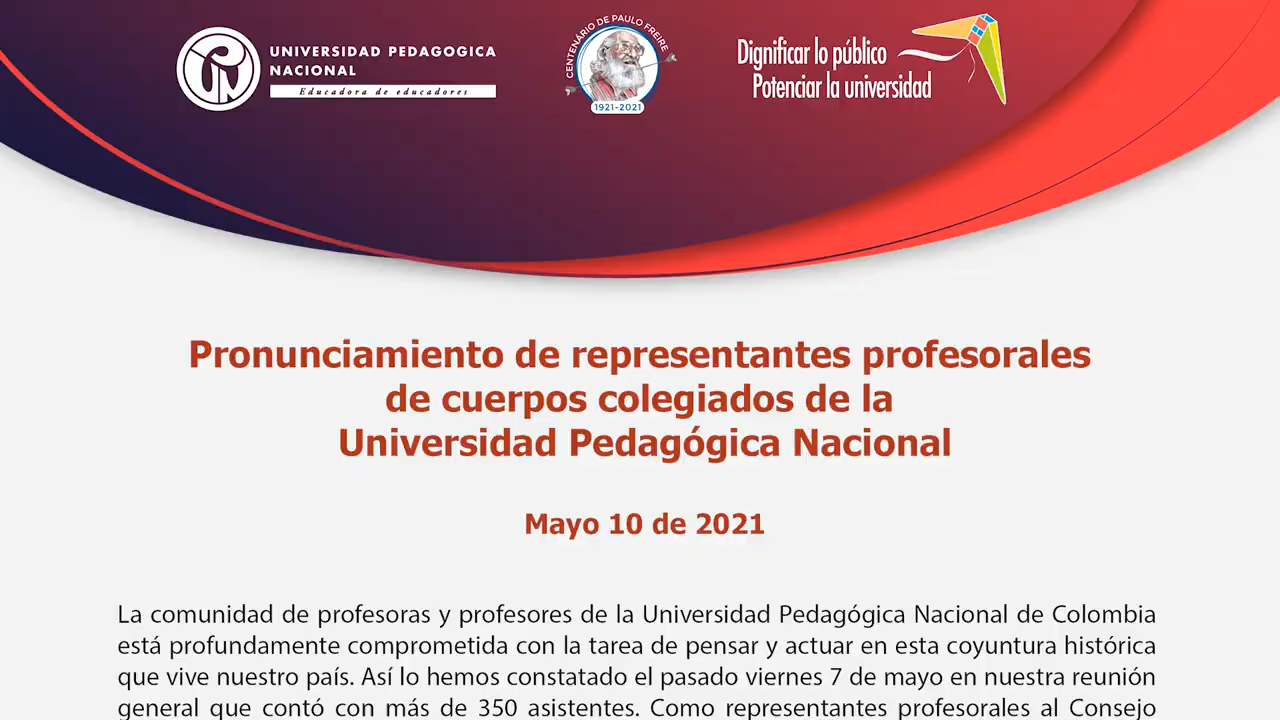 UNIVERSIDAD PEDAGOGICA
NACIONAL
Educadora de educadores
CENTENÁRIO DE PAULO FREIRE
1921-2021
Dignificar lo público
Potenciar la universidad
Pronunciamiento de representantes profesorales
de cuerpos colegiados de la
Universidad Pedagógica Nacional
Mayo 10 de 2021
La comunidad de profesoras y profesores de la Universidad Pedagógica Nacional de Colombia
está profundamente comprometida con la tarea de pensar y actuar en esta coyuntura histórica
que vive nuestro país. Así lo hemos constatado el pasado viernes 7 de mayo en nuestra reunión
general que contó con más de 350 asistentes. Como representantes profesorales al Consejo